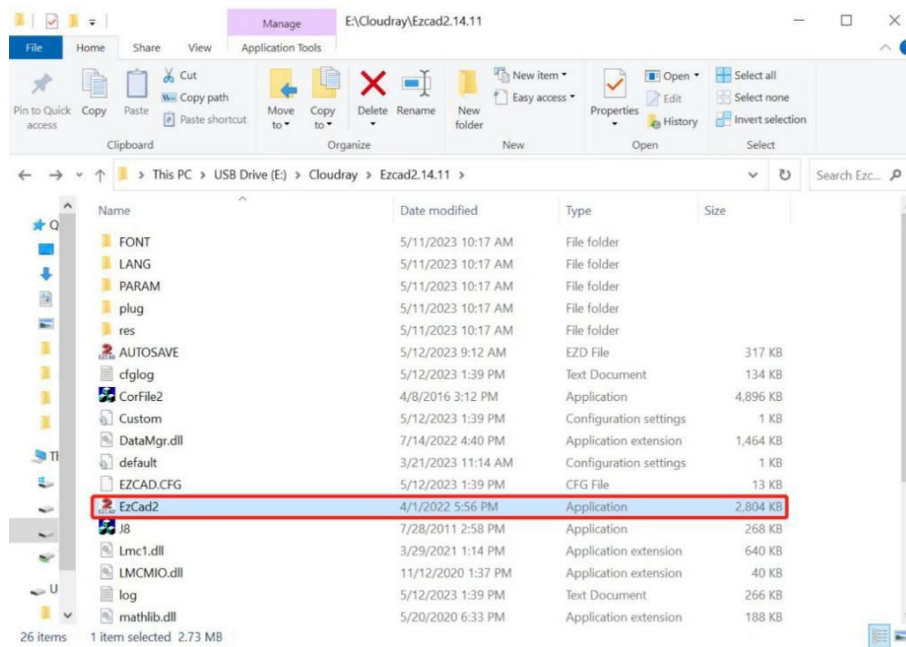 Manage
E:\Cloudray\Ezcad2.14.11
File Home Share View Application Tools
Pin to Quick access
Copy
Paste
Cut
Copy path
Paste shortcut
Move to
Copy to
Delete
Rename
New folder
New item
Easy access
Properties
Open
Edit
History
Select all
Select none
Invert selection
Clipboard Organize New Open Select
This PC > USB Drive (E:) > Cloudray > Ezcad2.14.11 >
Search Ezc...
Name Date modified Type Size
FONT 5/11/2023 10:17 AM File folder
LANG 5/11/2023 10:17 AM File folder
PARAM 5/11/2023 10:17 AM File folder
plug 5/11/2023 10:17 AM File folder
res 5/11/2023 10:17 AM File folder
AUTOSAVE 5/12/2023 9:12 AM EZD File 317 KB
cfglog 5/12/2023 1:39 PM Text Document 134 KB
CorFile2 4/8/2016 3:12 PM Application 4,896 KB
Custom 5/12/2023 1:39 PM Configuration settings 1 KB
DataMgr.dll 7/14/2022 4:40 PM Application extension 1,464 KB
default 3/21/2023 11:14 AM Configuration settings 1 KB
EZCAD.CFG 5/12/2023 1:39 PM CFG File 13 KB
EzCad2 4/1/2022 5:56 PM Application 2,804 KB
J8 7/28/2011 2:58 PM Application 268 KB
Lmc1.dll 3/29/2021 1:14 PM Application extension 640 KB
LMCMIO.dll 11/12/2020 1:37 PM Application extension 40 KB
log 5/12/2023 1:39 PM Text Document 266 KB
mathlib.dll 5/20/2020 6:33 PM Application extension 188 KB
26 items 1 item selected 2.73 MB